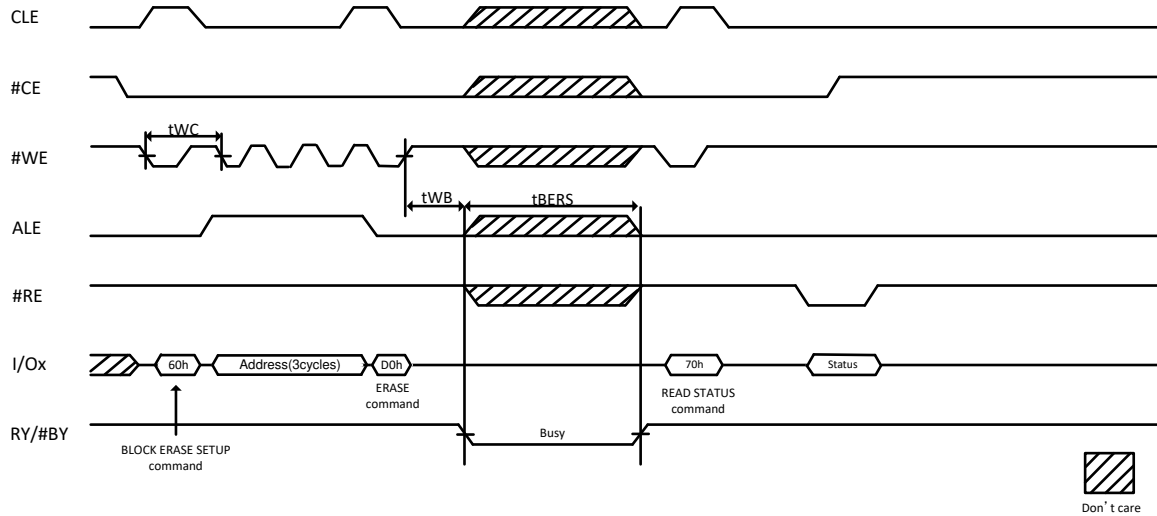 CLE
#CE
tWC
#WE
tWB
tBERS
ALE
#RE
I/Ox
60h
Address(3cycles)
D0h
70h
Status
ERASE
command
READ STATUS
command
RY/#BY
Busy
BLOCK ERASE SETUP
command
Don’t care